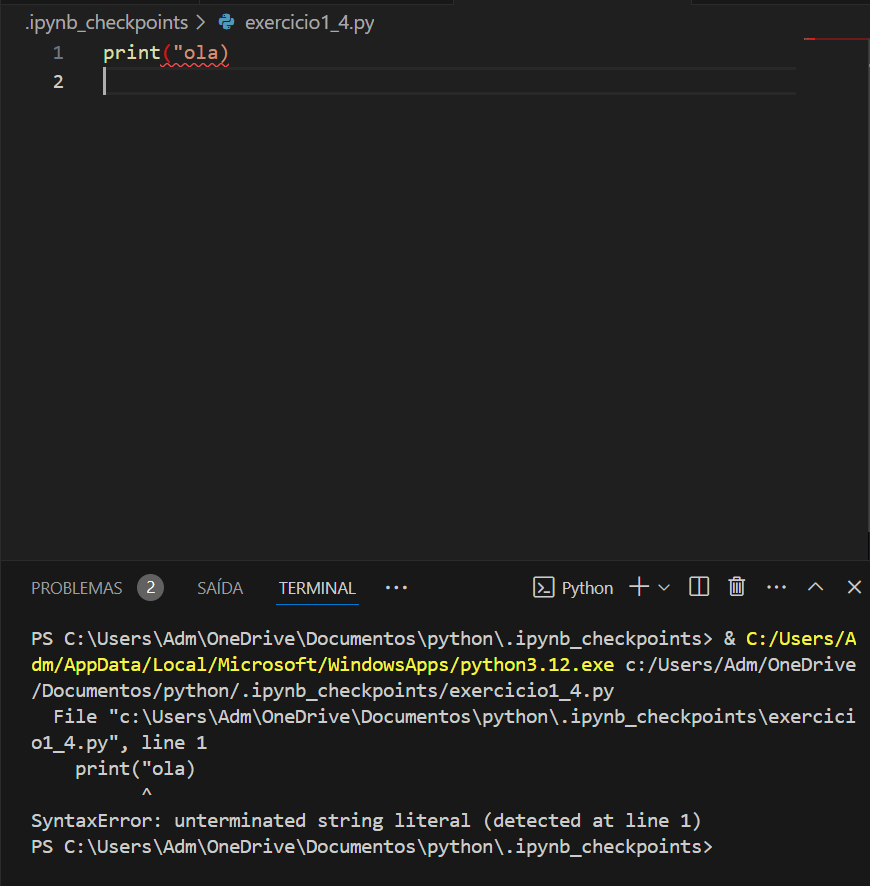 .ipynb_checkpoints > exercicio1_4.py
1 print("ola)
2
PROBLEMAS 2 SAÍDA TERMINAL ··· Python
PS C:\Users\Adm\OneDrive\Documentos\python\.ipynb_checkpoints> & C:/Users/A
dm/AppData/Local/Microsoft/WindowsApps/python3.12.exe c:/Users/Adm/OneDrive
/Documentos/python/.ipynb_checkpoints/exercicio1_4.py
  File "c:\Users\Adm\OneDrive\Documentos\python\.ipynb_checkpoints\exercici
o1_4.py", line 1
    print("ola)
          ^
SyntaxError: unterminated string literal (detected at line 1)
PS C:\Users\Adm\OneDrive\Documentos\python\.ipynb_checkpoints>